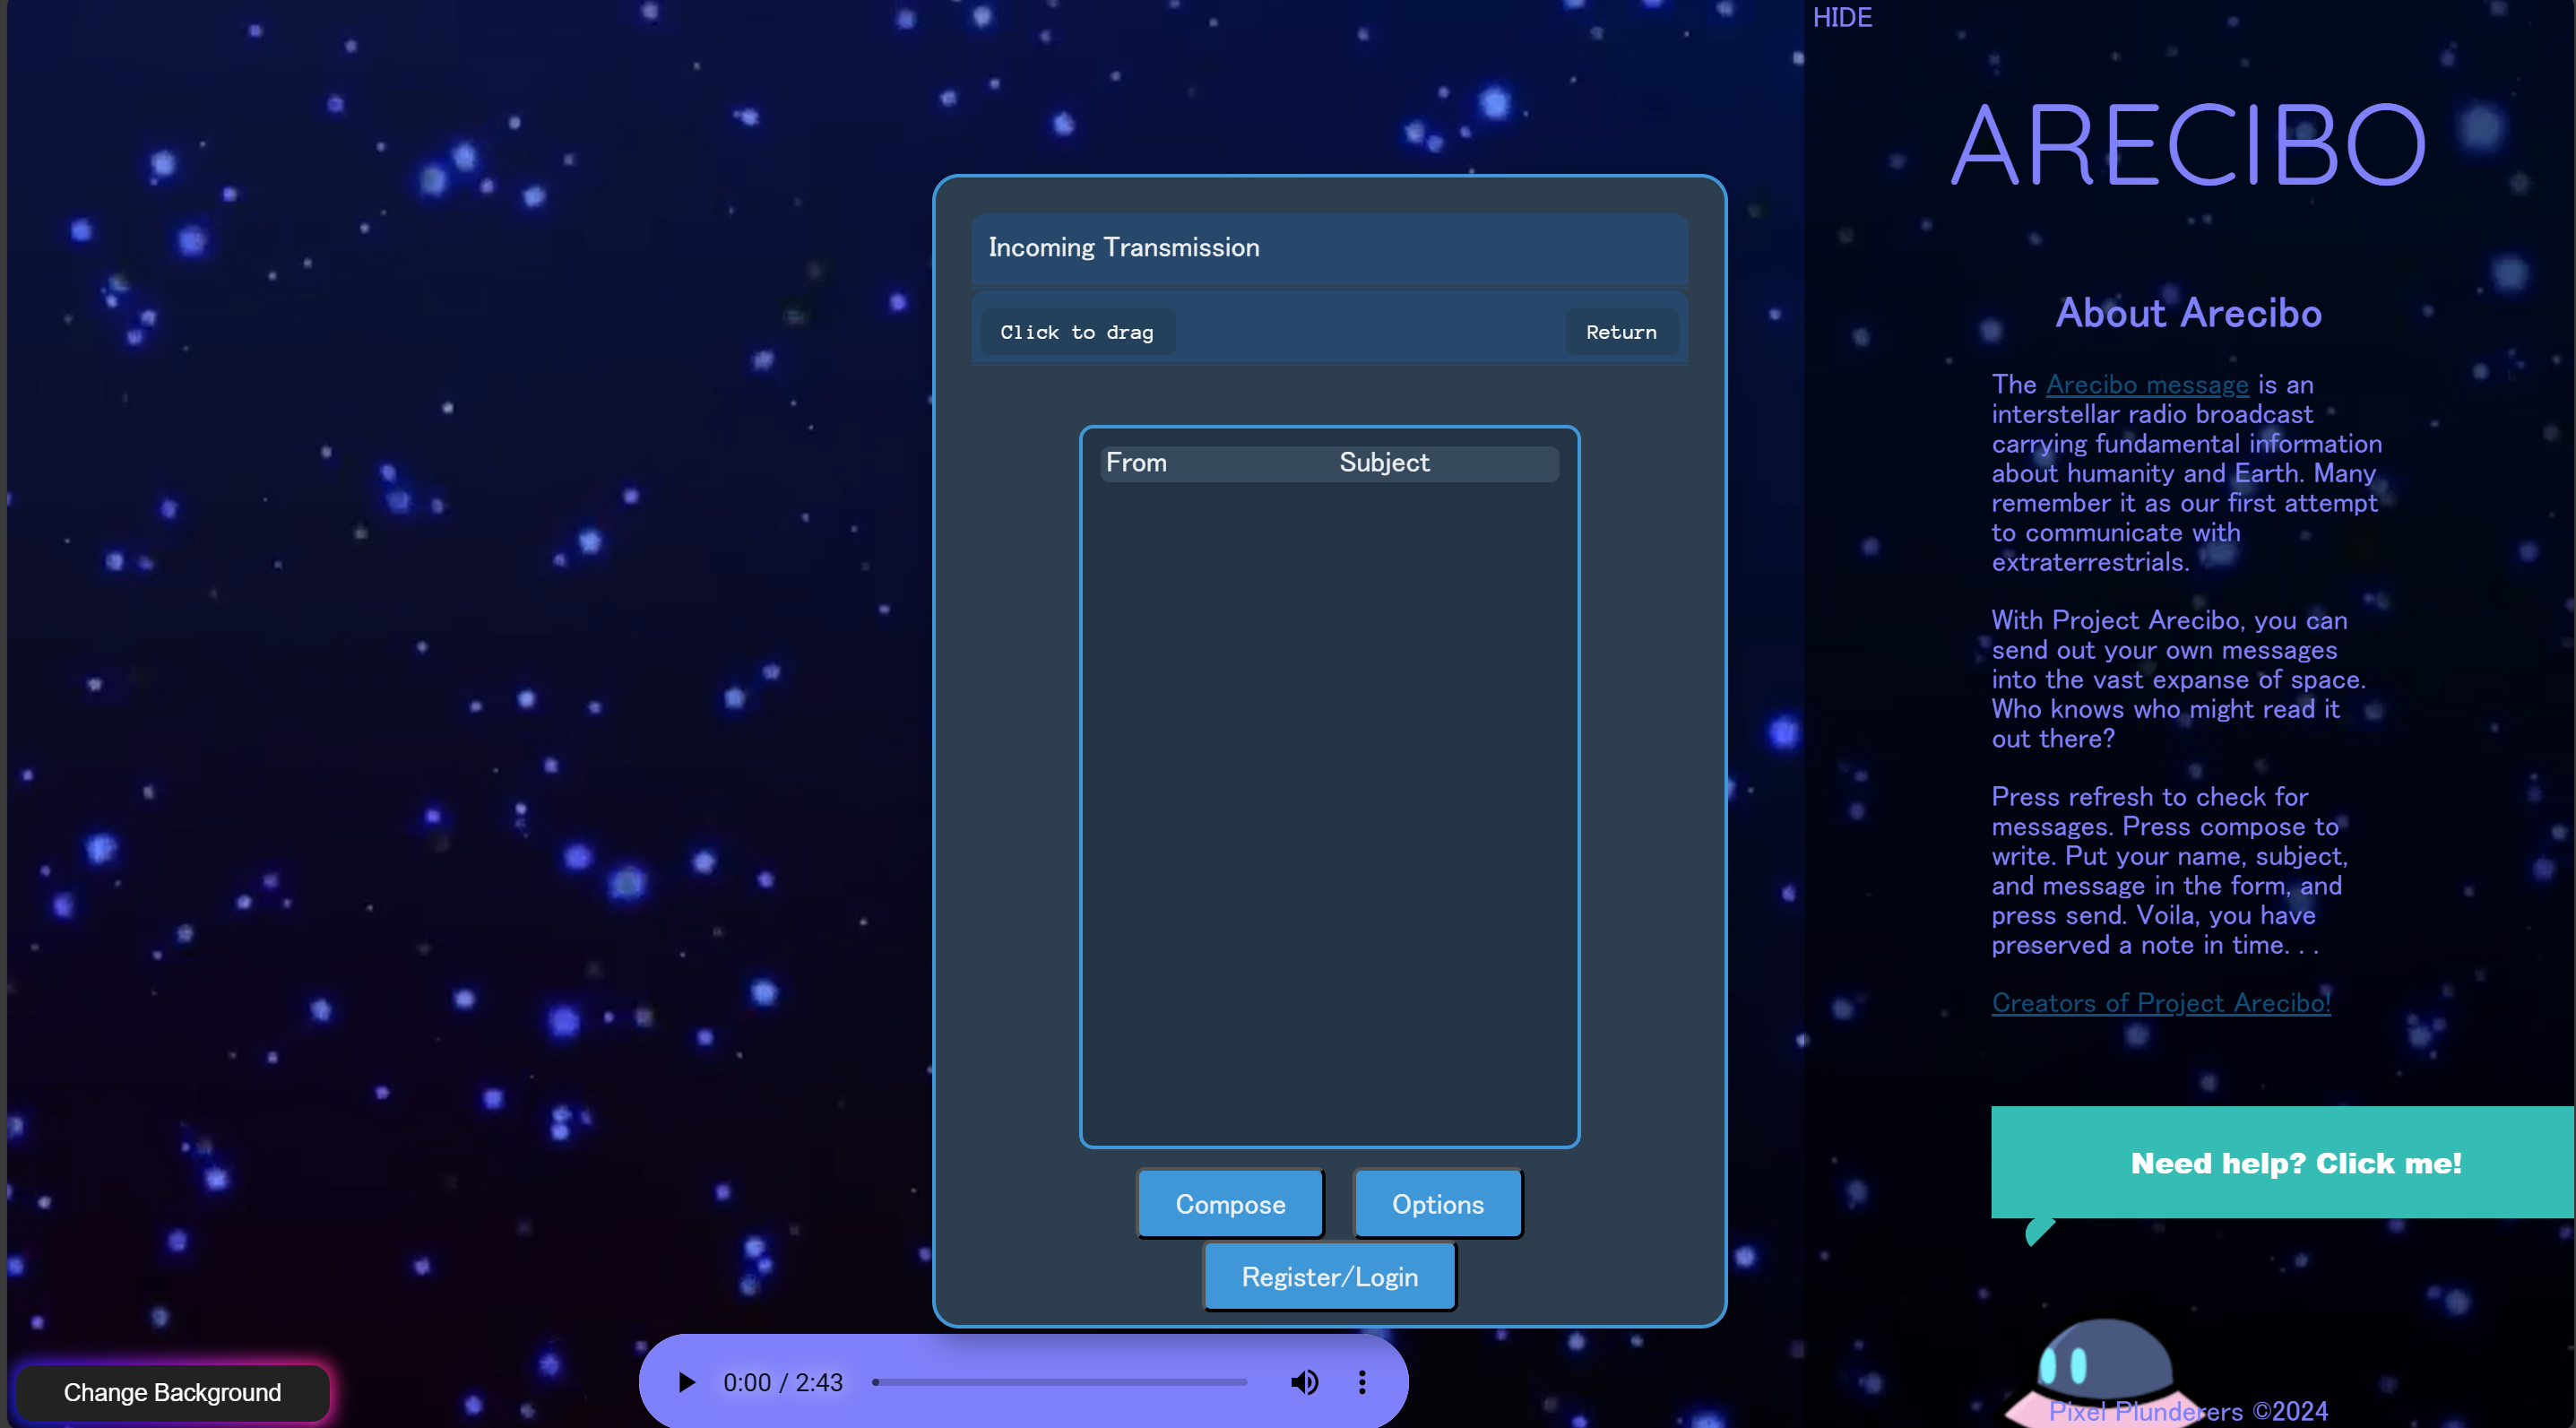 HIDE
ARECIBO
Incoming Transmission
Click to drag
Return
From
Subject
Compose
Options
Register/Login
0:00 / 2:43
Change Background
About Arecibo
The Arecibo message is an
interstellar radio broadcast
carrying fundamental information
about humanity and Earth. Many
remember it as our first attempt
to communicate with
extraterrestrials.
With Project Arecibo, you can
send out your own messages
into the vast expanse of space.
Who knows who might read it
out there?
Press refresh to check for
messages. Press compose to
write. Put your name, subject,
and message in the form, and
press send. Voila, you have
preserved a note in time. . .
Creators of Project Arecibo!
Need help? Click me!
Pixel Plunderers ©2024